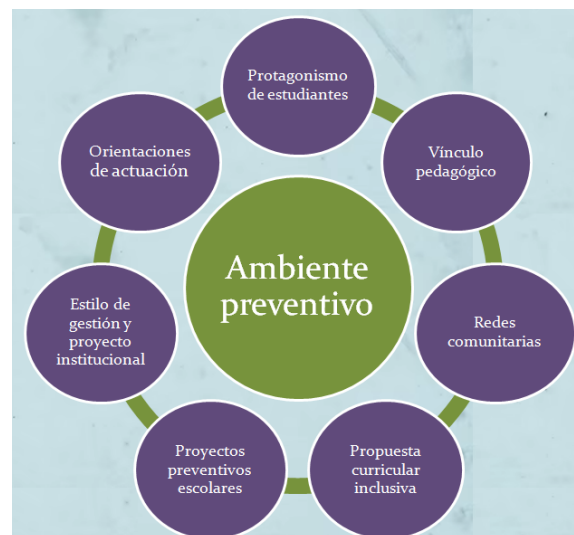 Protagonismo
de estudiantes
Vínculo
pedagógico
Redes
comunitarias
Propuesta
curricular
inclusiva
Proyectos
preventivos
escolares
Estilo de
gestión y
proyecto
institucional
Orientaciones
de actuación
Ambiente
preventivo